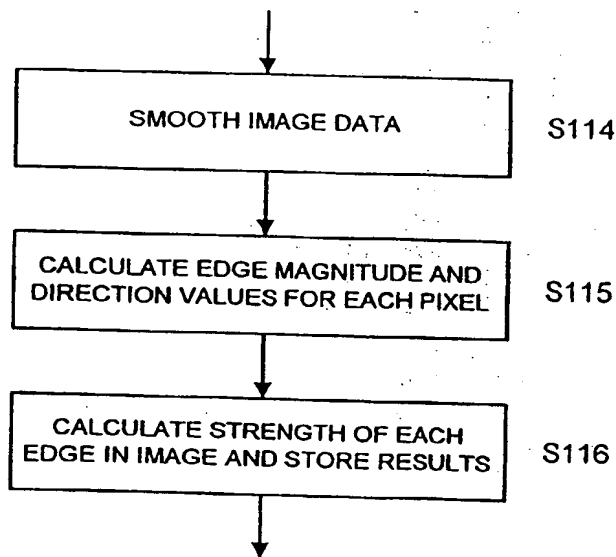 SMOOTH IMAGE DATA
S114
CALCULATE EDGE MAGNITUDE AND
DIRECTION VALUES FOR EACH PIXEL
S115
CALCULATE STRENGTH OF EACH
EDGE IN IMAGE AND STORE RESULTS
S116